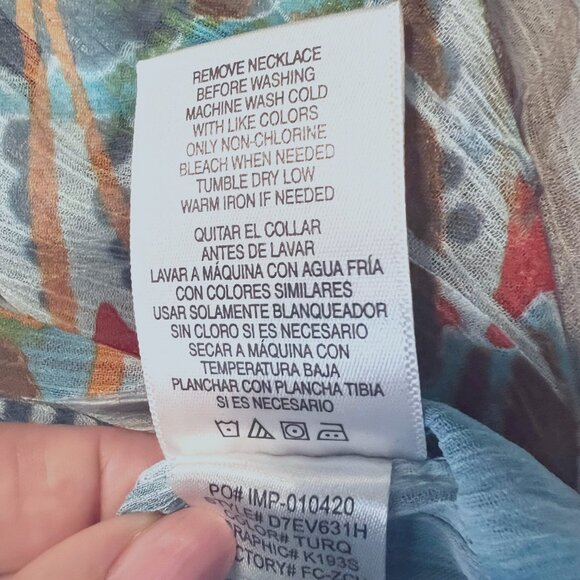 REMOVE NECKLACE
BEFORE WASHING
MACHINE WASH COLD
WITH LIKE COLORS
ONLY NON-CHLORINE
BLEACH WHEN NEEDED
TUMBLE DRY LOW
WARM IRON IF NEEDED
QUITAR EL COLLAR
ANTES DE LAVAR
LAVAR A MÁQUINA CON AGUA FRÍA
CON COLORES SIMILARES
USAR SOLAMENTE BLANQUEADOR
SIN CLORO SI ES NECESARIO
SECAR A MÁQUINA CON
TEMPERATURA BAJA
PLANCHAR CON PLANCHA TIBIA
SI ES NECESARIO
PO# IMP-010420
STYLE# D7EV631H
COLOR# TURQ
GRAPHIC# K193S